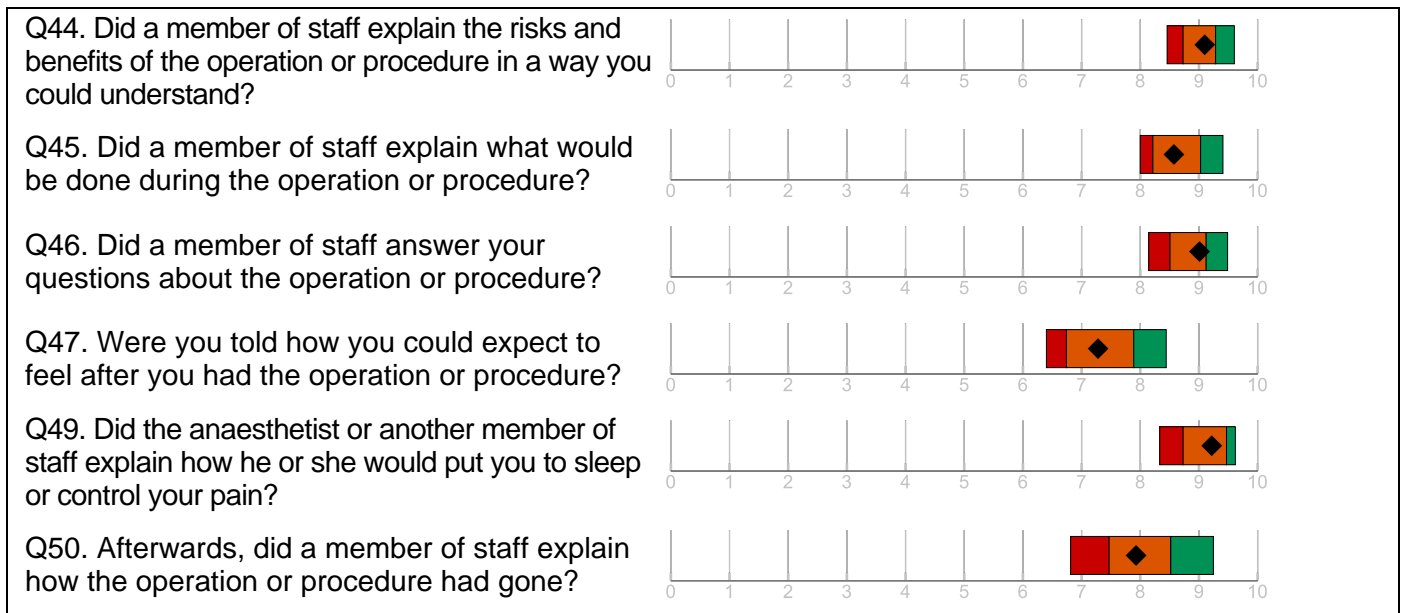 Q44. Did a member of staff explain the risks and
benefits of the operation or procedure in a way you
could understand?
0 1 2 3 4 5 6 7 8 9 10
Q45. Did a member of staff explain what would
be done during the operation or procedure?
0 1 2 3 4 5 6 7 8 9 10
Q46. Did a member of staff answer your
questions about the operation or procedure?
0 1 2 3 4 5 6 7 8 9 10
Q47. Were you told how you could expect to
feel after you had the operation or procedure?
0 1 2 3 4 5 6 7 8 9 10
Q49. Did the anaesthetist or another member of
staff explain how he or she would put you to sleep
or control your pain?
0 1 2 3 4 5 6 7 8 9 10
Q50. Afterwards, did a member of staff explain
how the operation or procedure had gone?
0 1 2 3 4 5 6 7 8 9 10